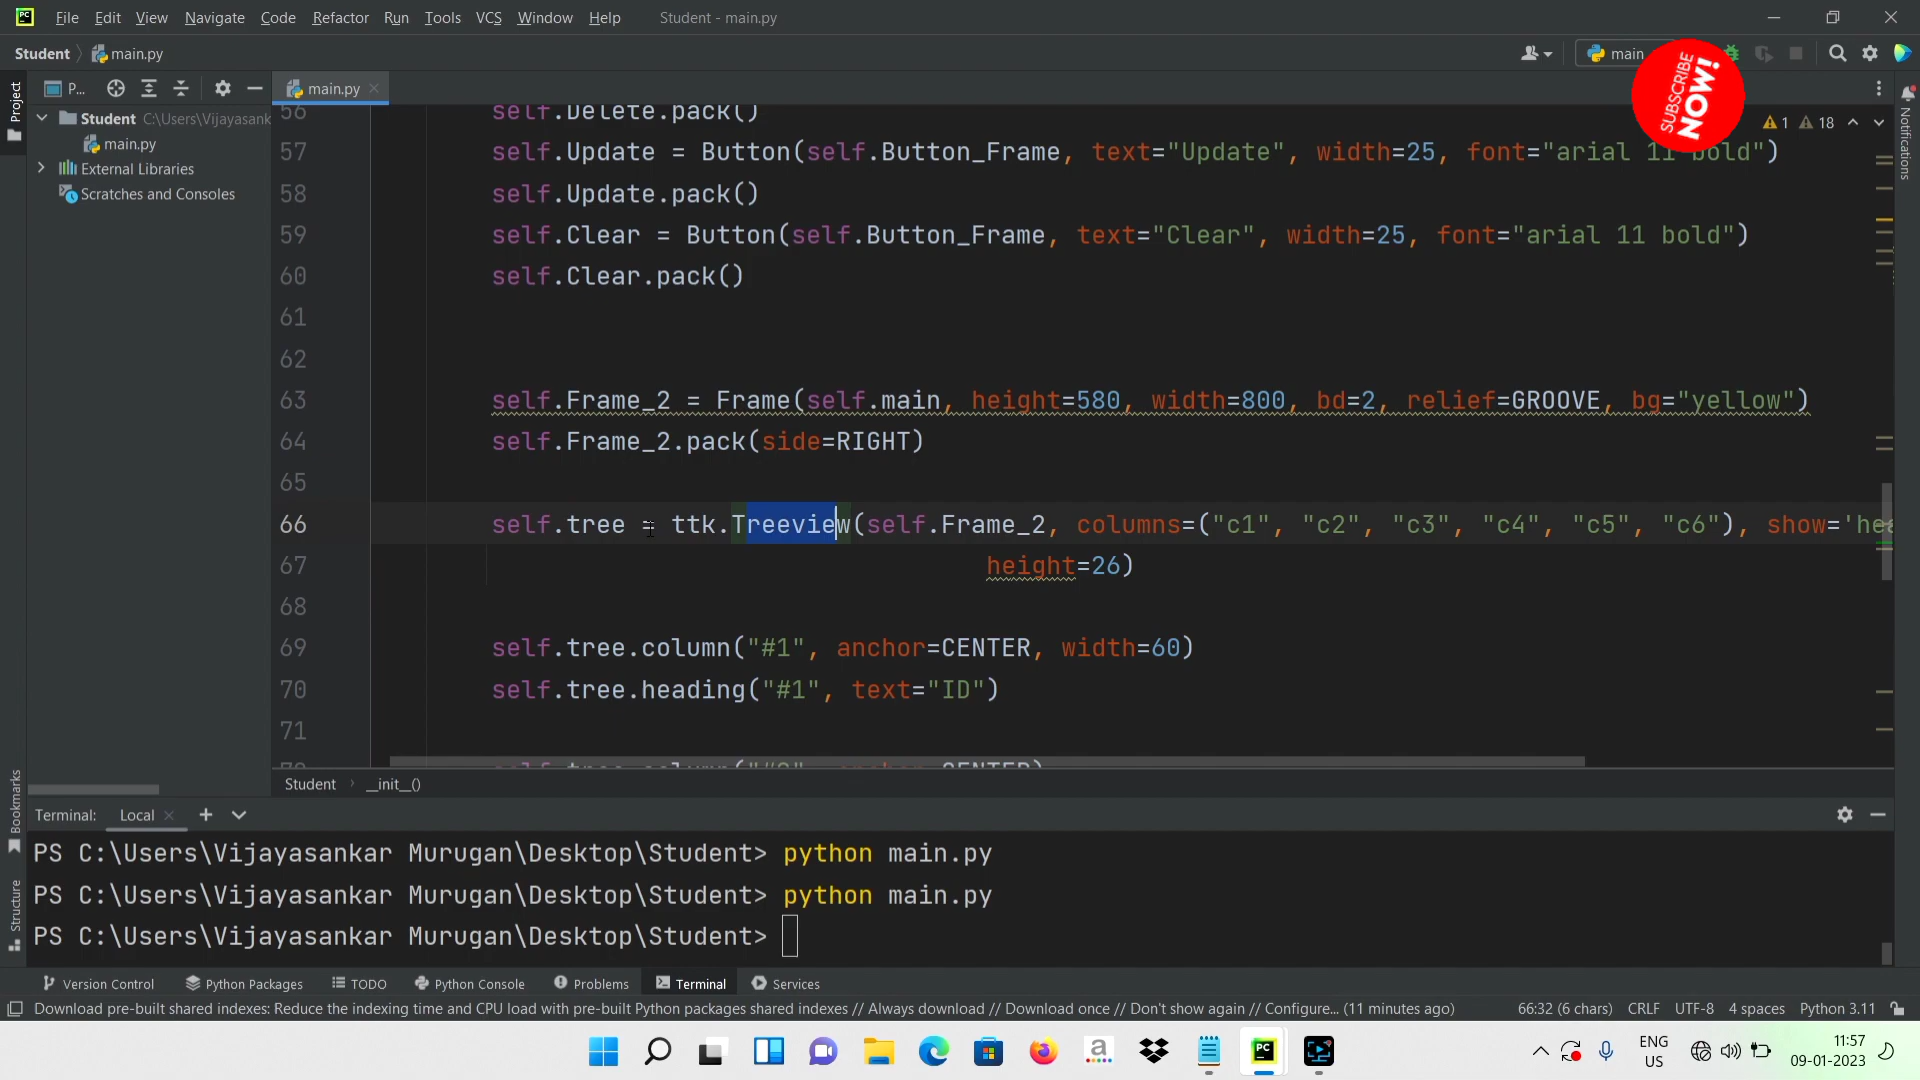 File Edit View Navigate Code Refactor Run Tools VCS Window Help Student - main.py
Student main.py main
SUBSCRIBE NOW!
Project
P... main.py
Notifications
Student C:\Users\Vijayasank
main.py
External Libraries
Scratches and Consoles
1 18
56 self.Delete.pack()
57 self.Update = Button(self.Button_Frame, text="Update", width=25, font="arial 11 bold")
58 self.Update.pack()
59 self.Clear = Button(self.Button_Frame, text="Clear", width=25, font="arial 11 bold")
60 self.Clear.pack()
61
62
63 self.Frame_2 = Frame(self.main, height=580, width=800, bd=2, relief=GROOVE, bg="yellow")
64 self.Frame_2.pack(side=RIGHT)
65
66 self.tree = ttk.Treeview(self.Frame_2, columns=("c1", "c2", "c3", "c4", "c5", "c6"), show='hea
67 height=26)
68
69 self.tree.column("#1", anchor=CENTER, width=60)
70 self.tree.heading("#1", text="ID")
71
Student __init__()
Bookmarks
Structure
Terminal: Local
PS C:\Users\Vijayasankar Murugan\Desktop\Student> python main.py
PS C:\Users\Vijayasankar Murugan\Desktop\Student> python main.py
PS C:\Users\Vijayasankar Murugan\Desktop\Student>
Version Control Python Packages TODO Python Console Problems Terminal Services
Download pre-built shared indexes: Reduce the indexing time and CPU load with pre-built Python packages shared indexes // Always download // Download once // Don't show again // Configure... (11 minutes ago) 66:32 (6 chars) CRLF UTF-8 4 spaces Python 3.11
ENG
US
11:57
09-01-2023